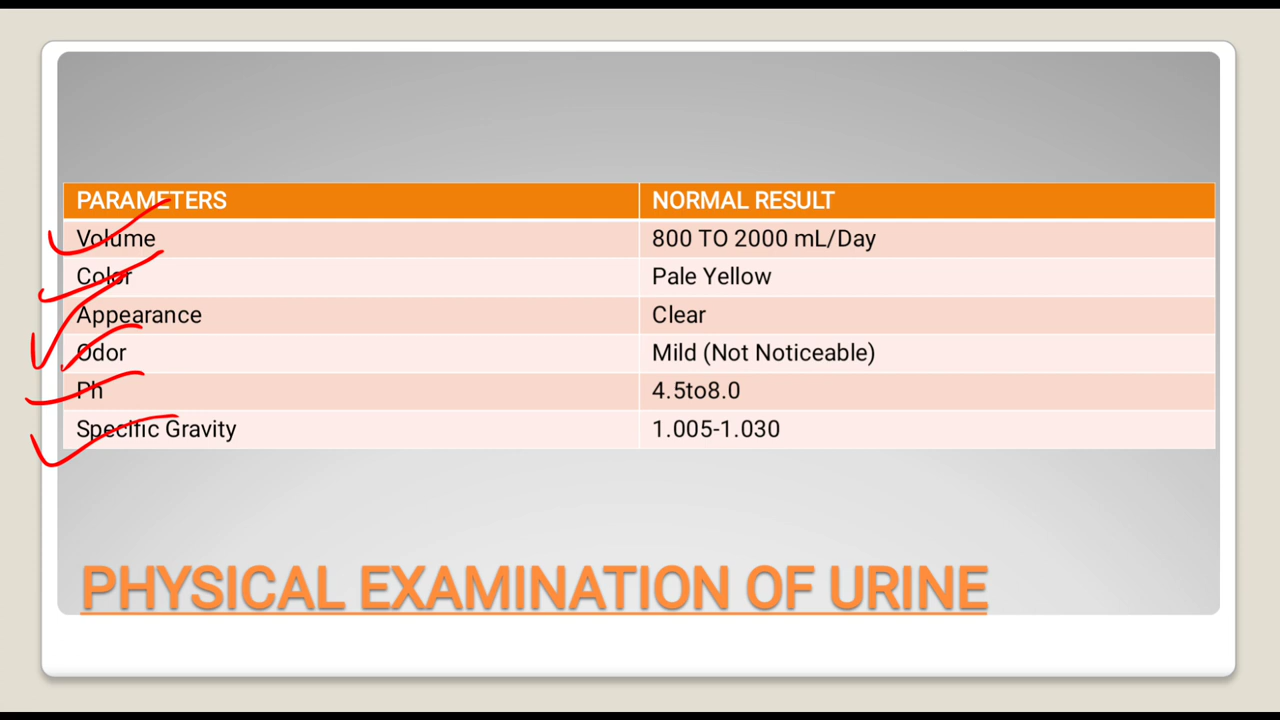 PARAMETERS NORMAL RESULT
Volume 800 TO 2000 mL/Day
Color Pale Yellow
Appearance Clear
Odor Mild (Not Noticeable)
Ph 4.5to8.0
Specific Gravity 1.005-1.030
PHYSICAL EXAMINATION OF URINE